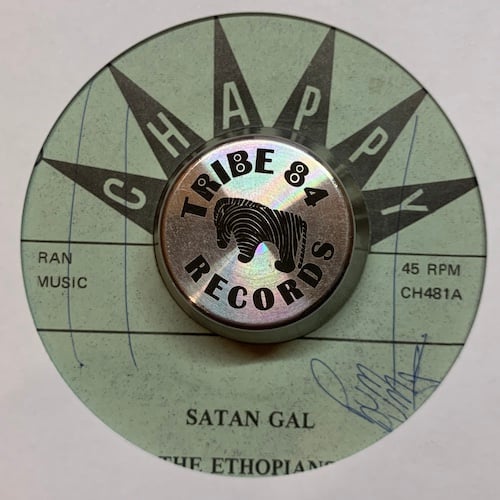 CHAPPY
TRIBE 84
RECORDS
RAN
MUSIC
45 RPM
CH481A
SATAN GAL
THE ETHOPIANS